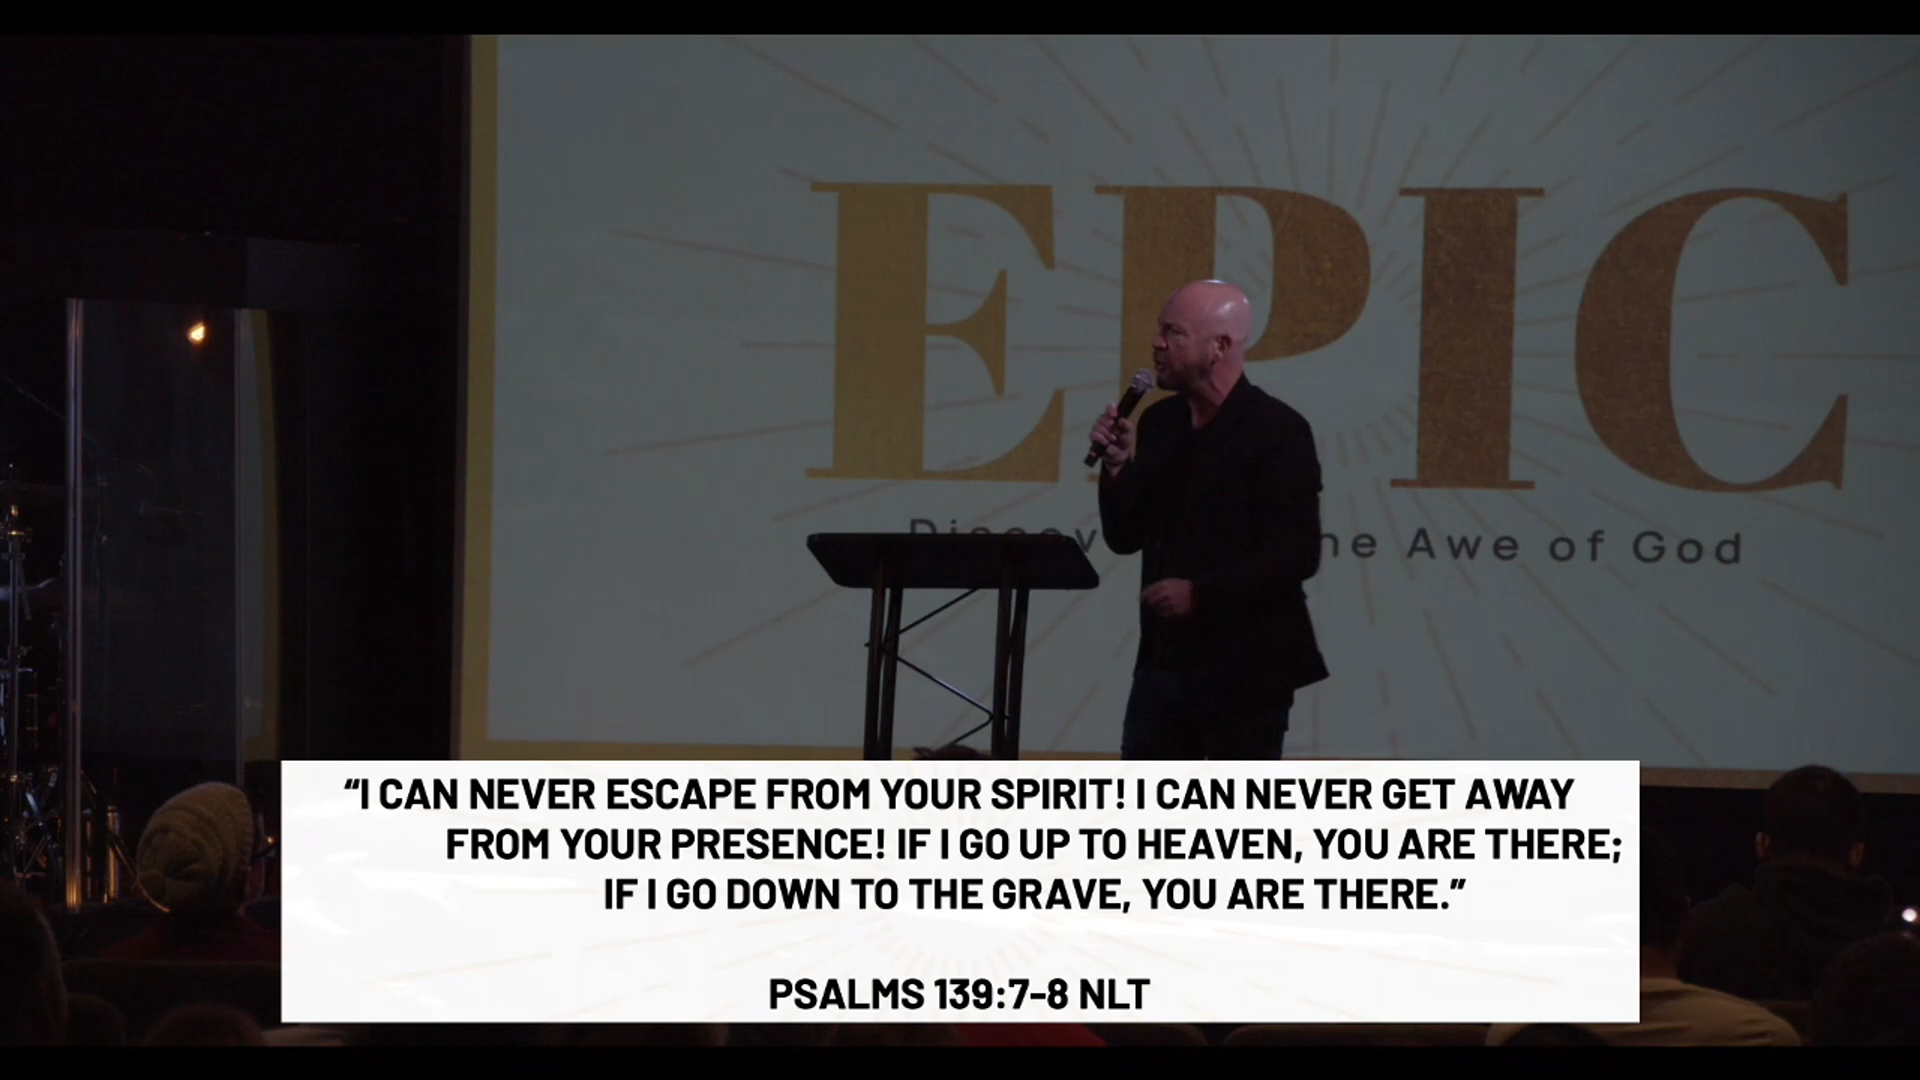 EPIC
Awe of God
“I CAN NEVER ESCAPE FROM YOUR SPIRIT! I CAN NEVER GET AWAY
FROM YOUR PRESENCE! IF I GO UP TO HEAVEN, YOU ARE THERE;
IF I GO DOWN TO THE GRAVE, YOU ARE THERE.”
PSALMS 139:7-8 NLT